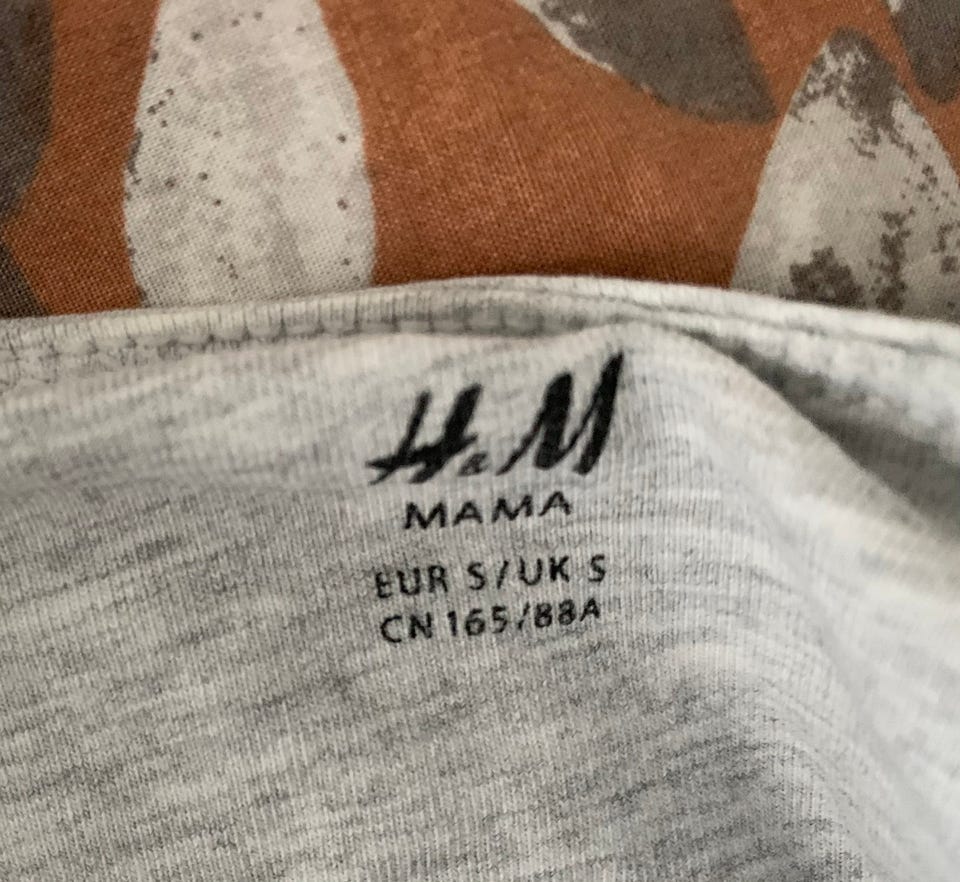 H&M
MAMA
EUR S/UK S
CN 165/88A